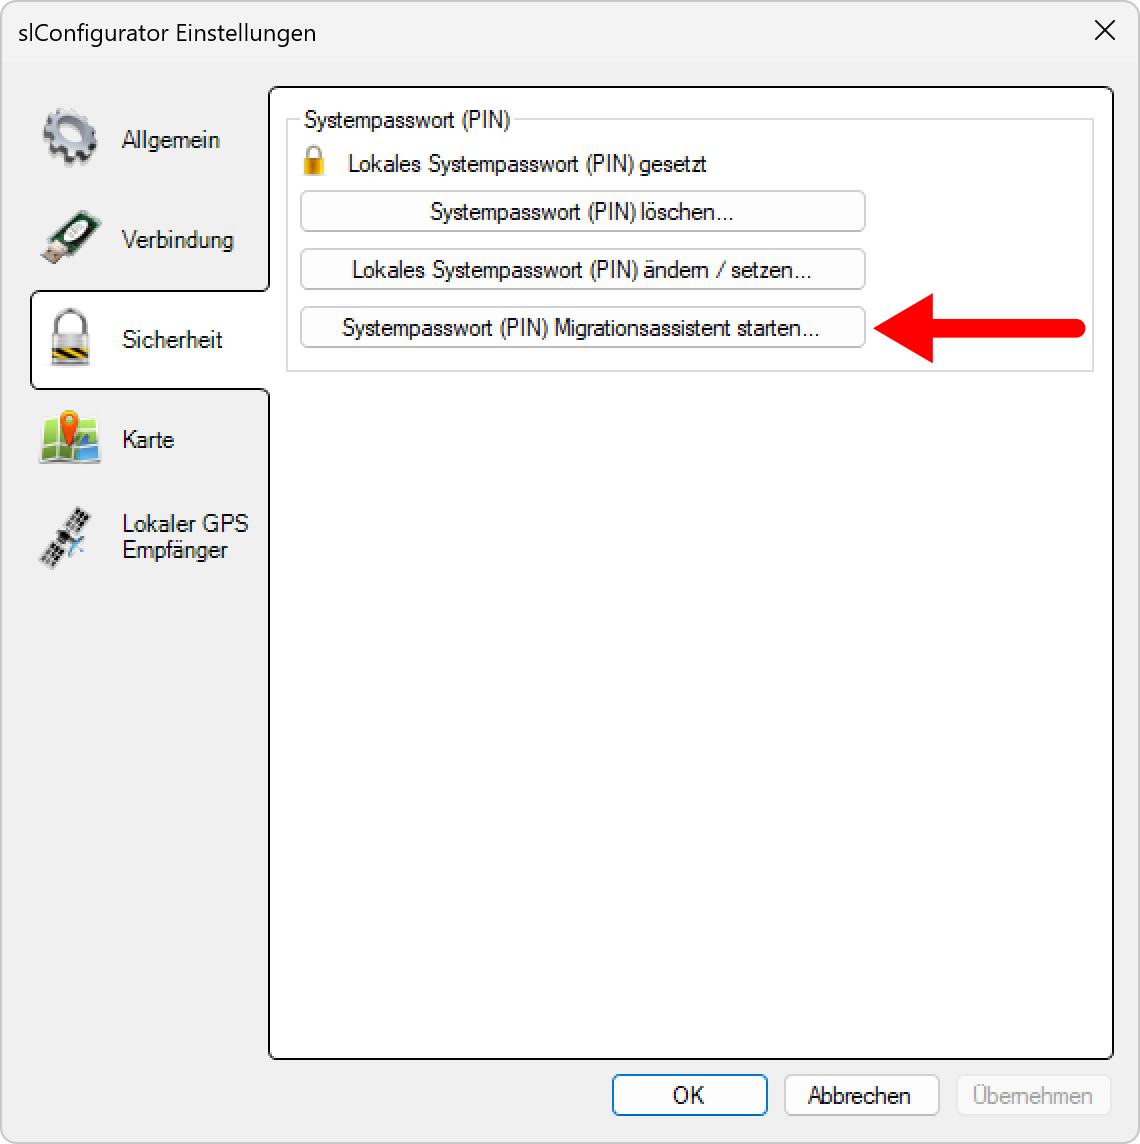 slConfigurator Einstellungen
Allgemein
Verbindung
Sicherheit
Karte
Lokaler GPS
Empfänger
Systempasswort (PIN)
Lokales Systempasswort (PIN) gesetzt
Systempasswort (PIN) löschen...
Lokales Systempasswort (PIN) ändern / setzen...
Systempasswort (PIN) Migrationsassistent starten...
OK
Abbrechen
Übernehmen